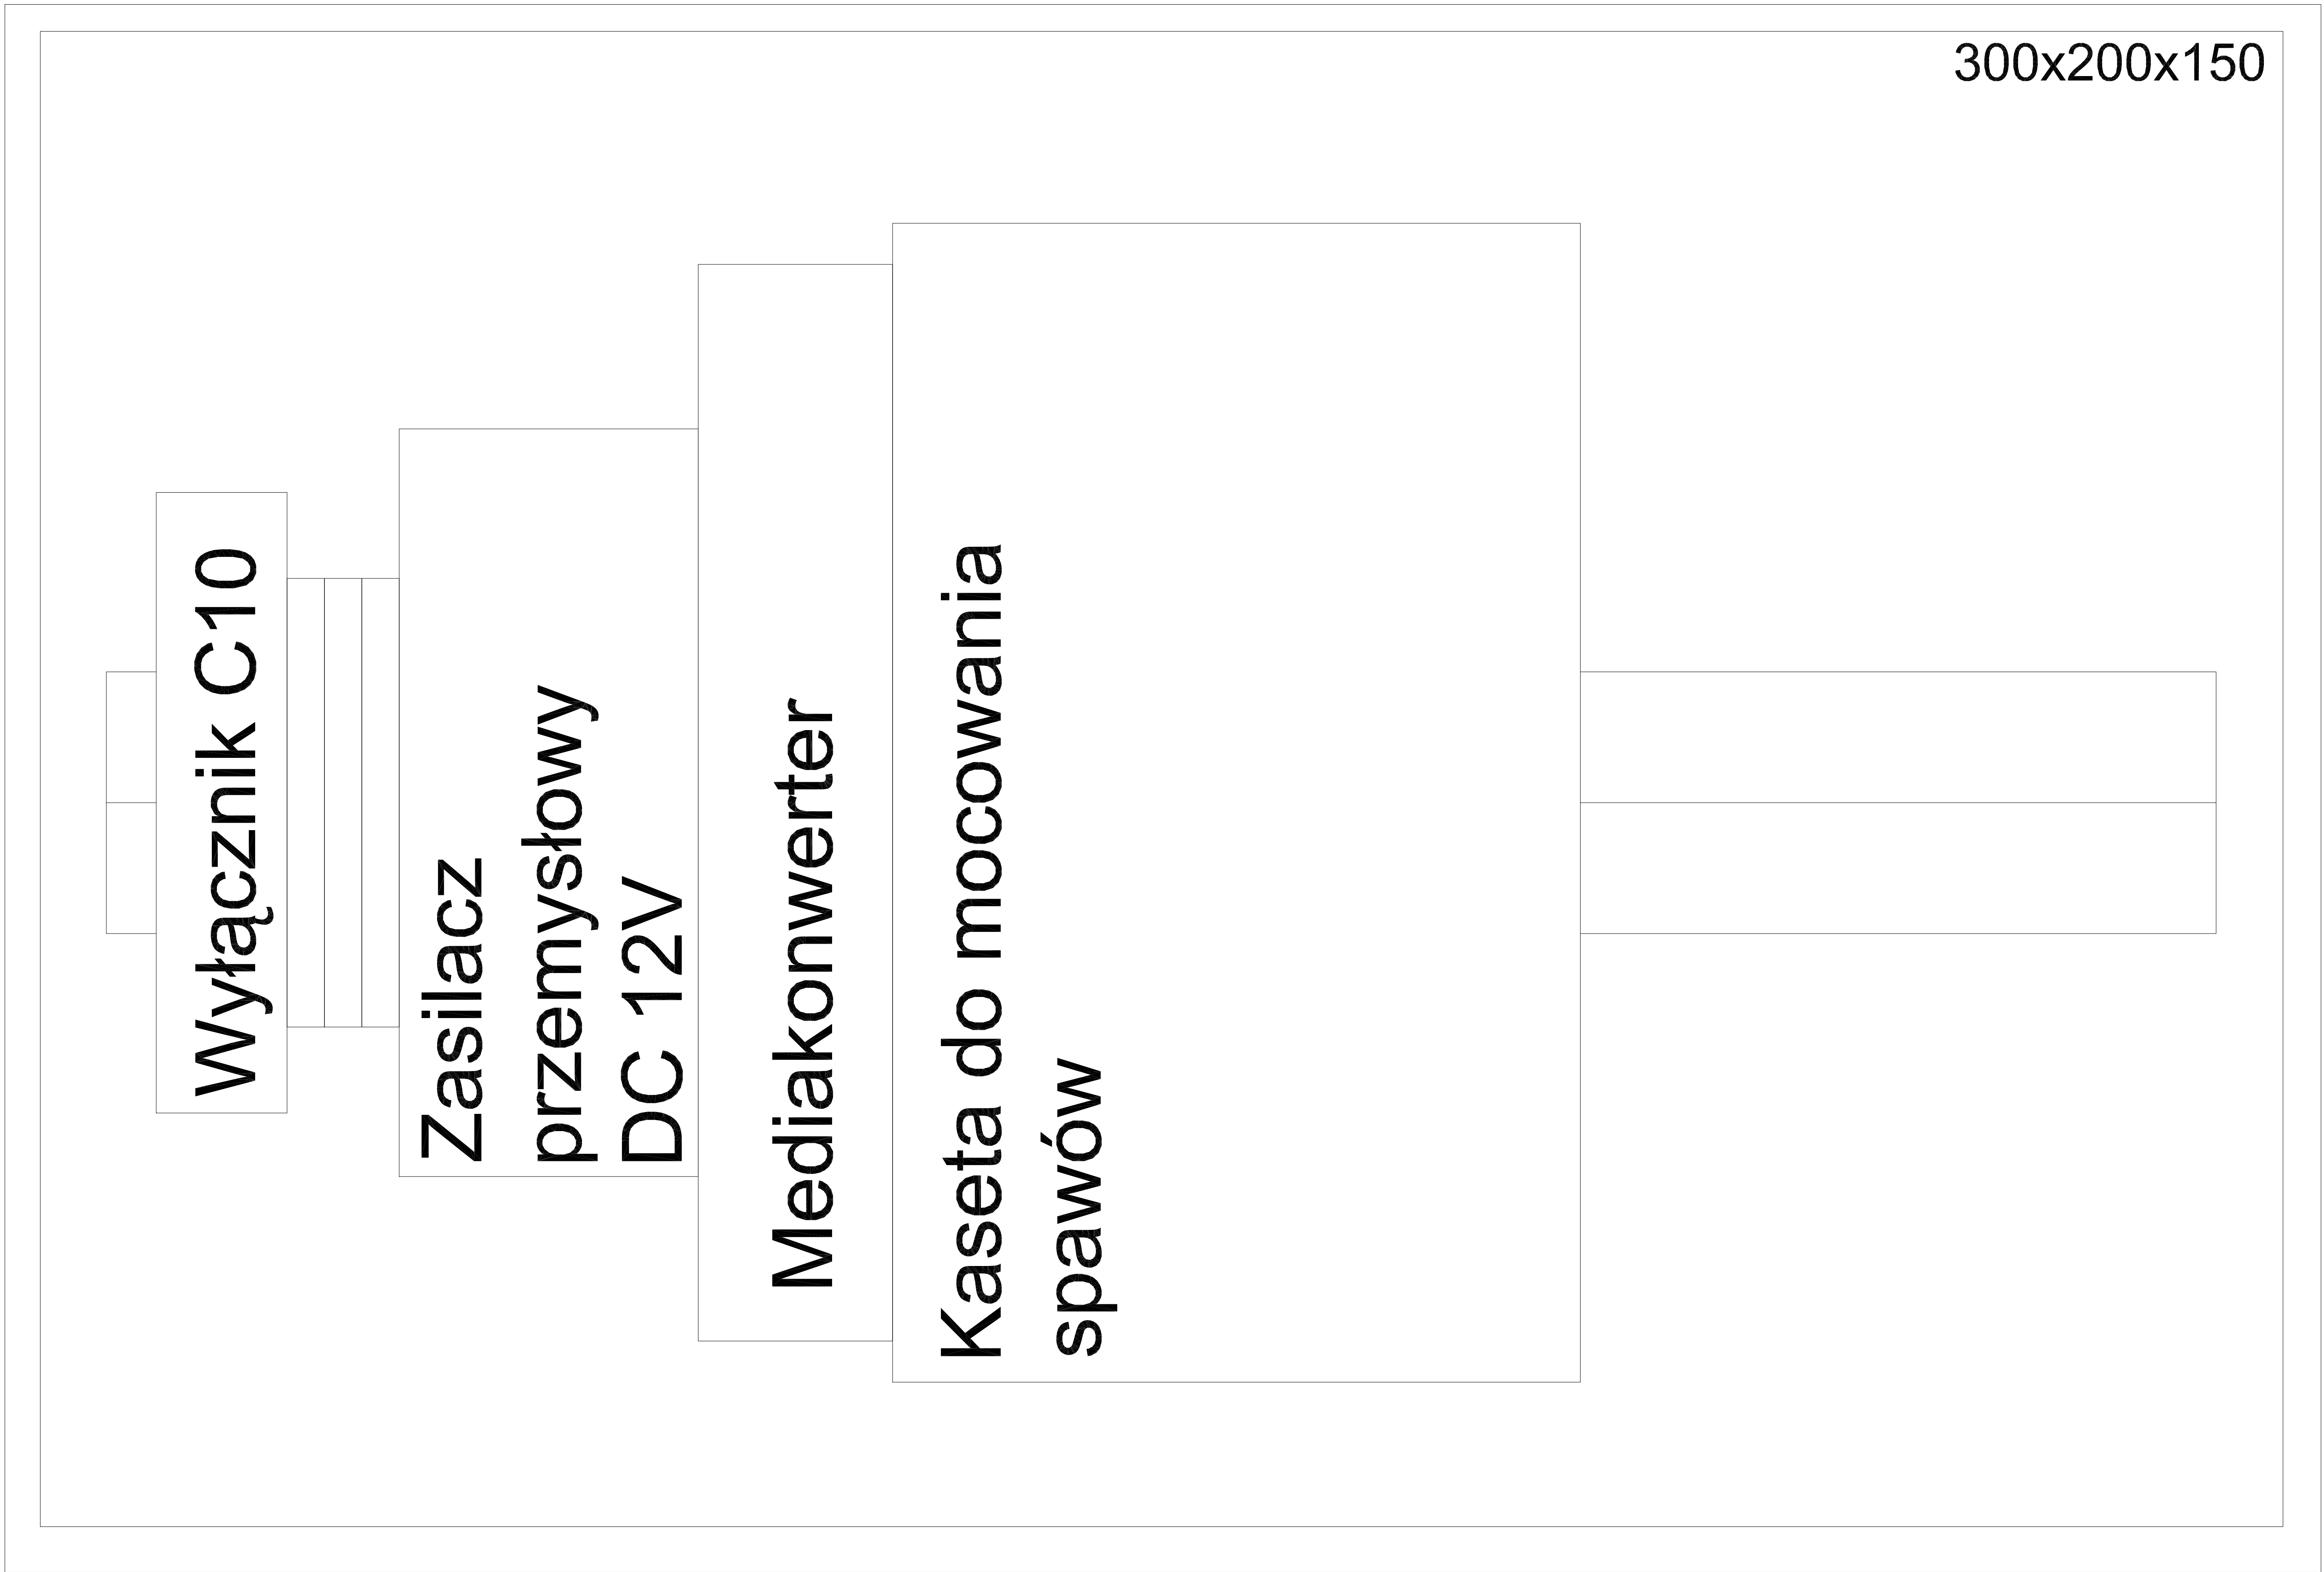 300x200x150
Wyłącznik C10
Zasilacz
przemysłowy
DC 12V
Mediakonwerter
Kaseta do mocowania
spawów